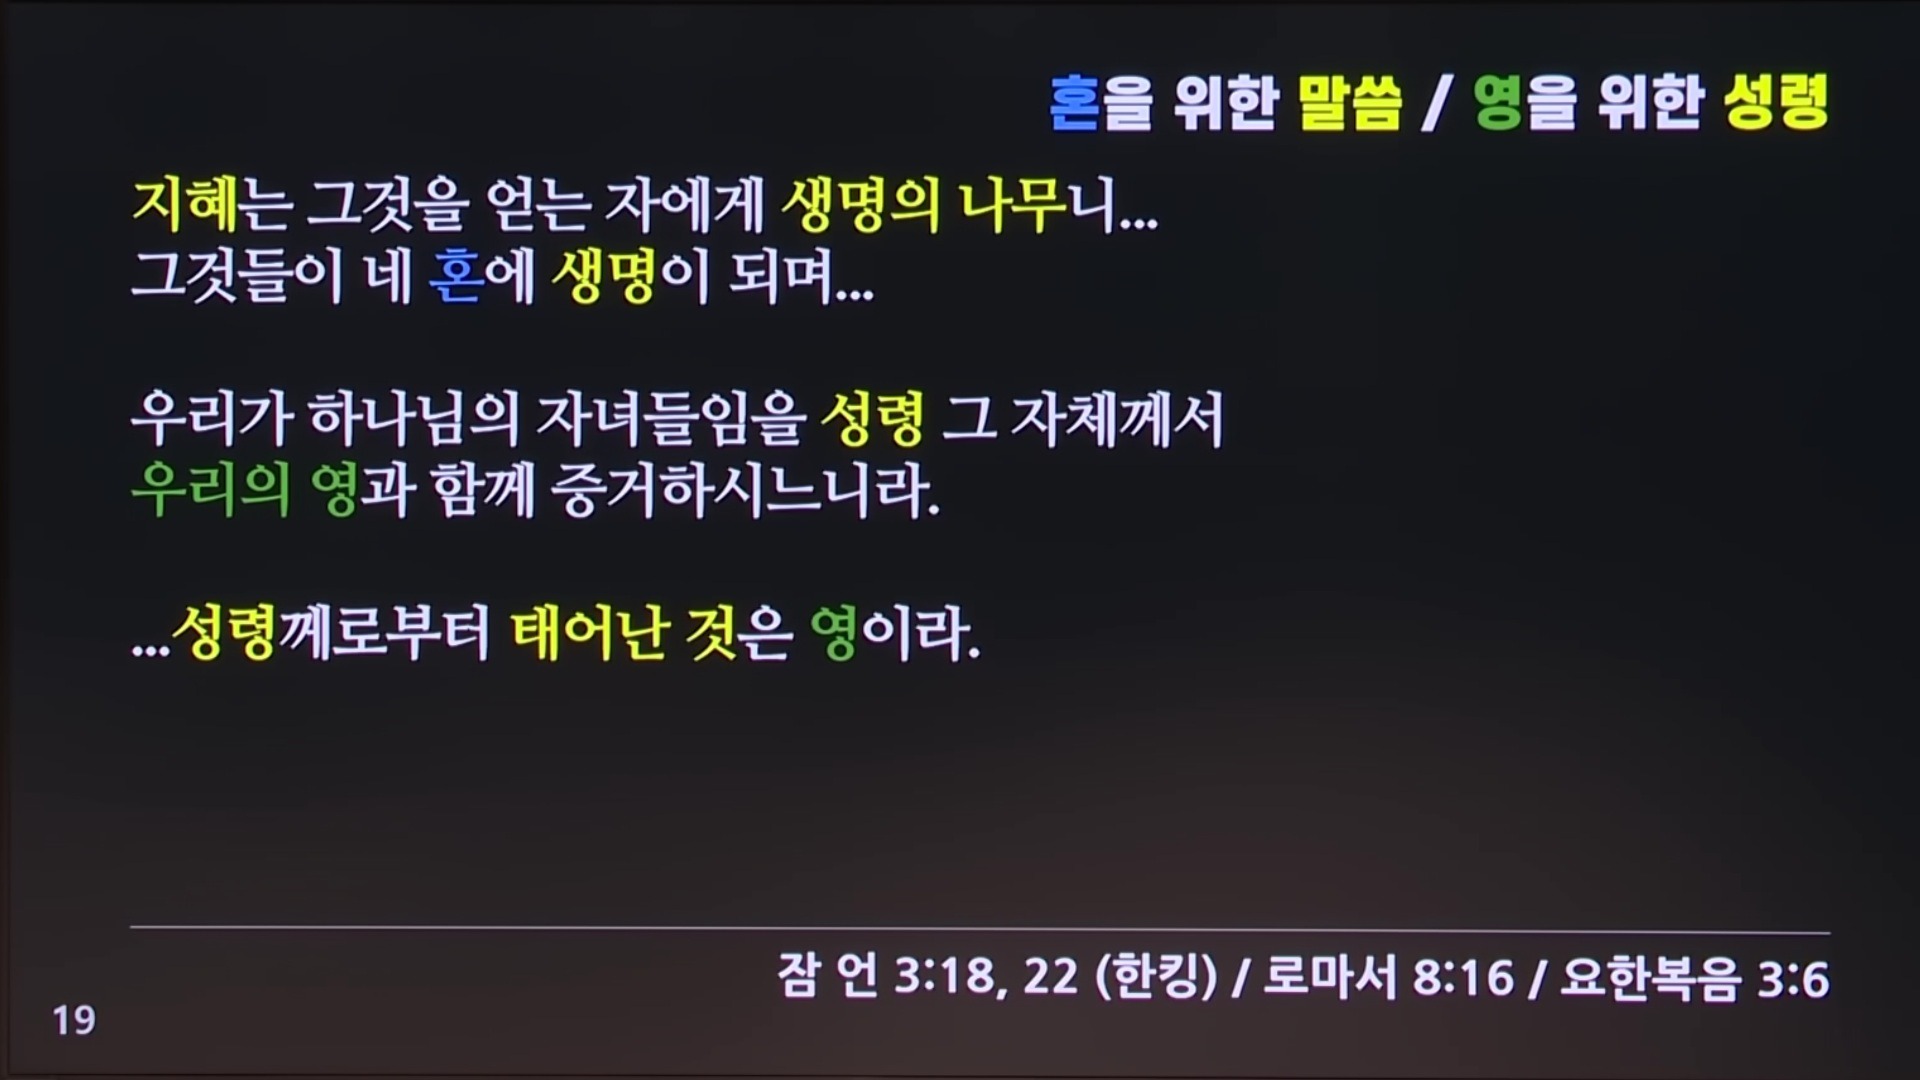 혼을 위한 말씀 / 영을 위한 성령
지혜는 그것을 얻는 자에게 생명의 나무니...
그것들이 네 혼에 생명이 되며...
우리가 하나님의 자녀들임을 성령 그 자체께서
우리의 영과 함께 증거하시느니라.
...성령께로부터 태어난 것은 영이라.
잠 언 3:18, 22 (한킹) / 로마서 8:16 / 요한복음 3:6
19